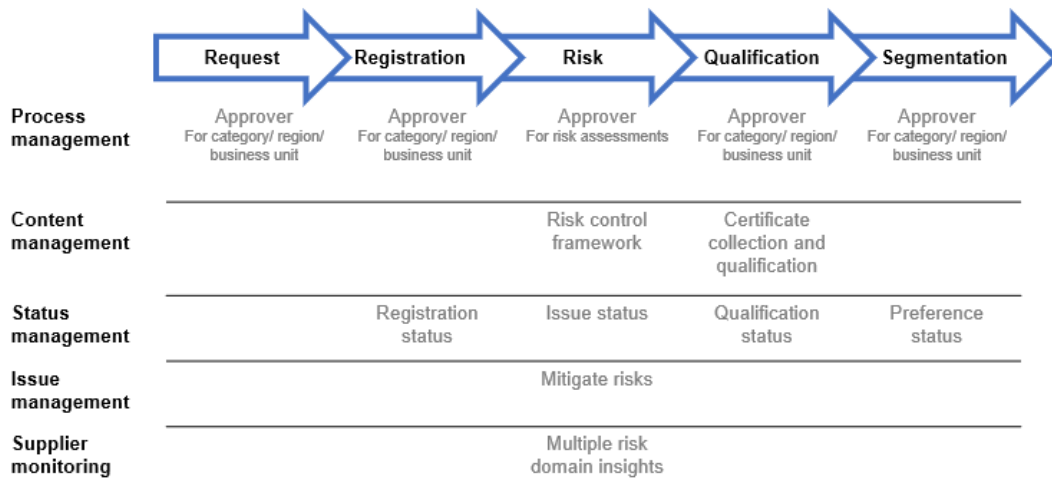 Request Registration Risk Qualification Segmentation
Process management
Approver
For category/ region/
business unit
Approver
For category/ region/
business unit
Approver
For risk assessments
Approver
For category/ region/
business unit
Approver
For category/ region/
business unit
Content
management
Risk control
framework
Certificate
collection and
qualification
Status
management
Registration
status
Issue status
Qualification
status
Preference
status
Issue
management
Mitigate risks
Supplier
monitoring
Multiple risk
domain insights